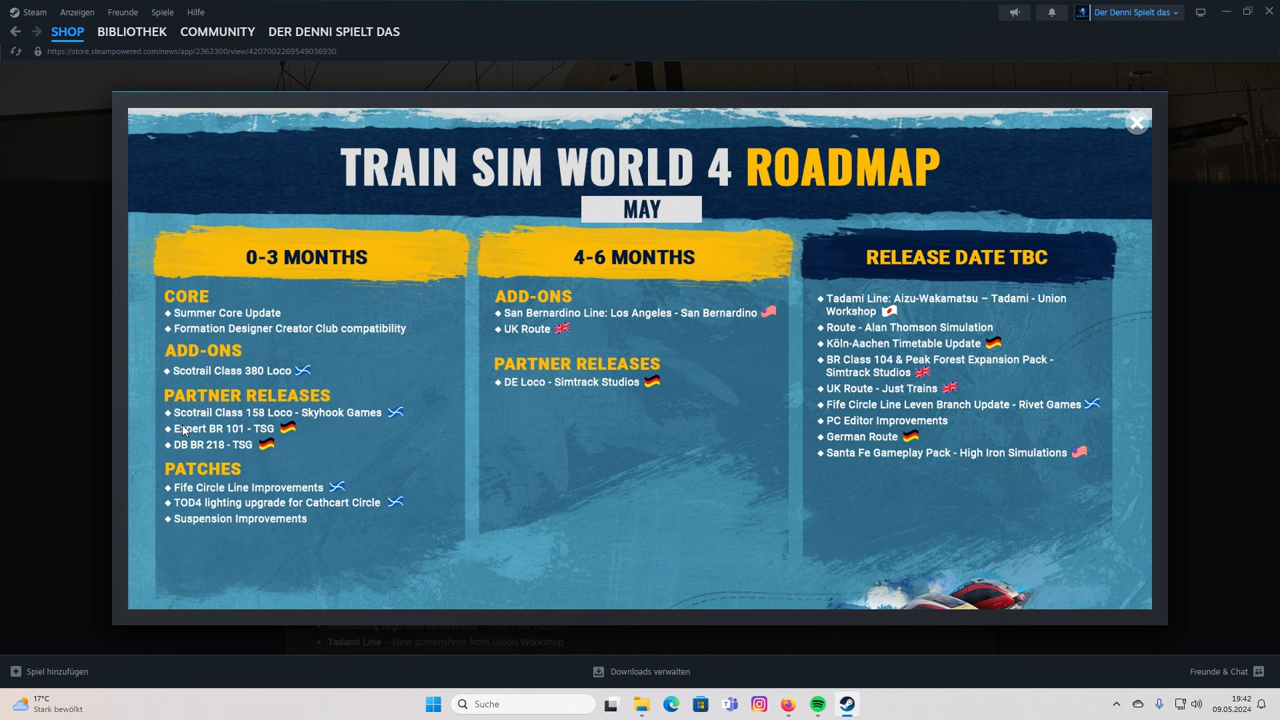 Steam Anzeigen Freunde Spiele Hilfe
Der Denni Spielt das
SHOP BIBLIOTHEK COMMUNITY DER DENNI SPIELT DAS
https://store.steampowered.com/news/app/2362300/view/4207002269549036930
TRAIN SIM WORLD 4 ROADMAP
MAY
0-3 MONTHS
CORE
Summer Core Update
Formation Designer Creator Club compatibility
ADD-ONS
Scotrail Class 380 Loco
PARTNER RELEASES
Scotrail Class 158 Loco - Skyhook Games
Expert BR 101 - TSG
DB BR 218 - TSG
PATCHES
Fife Circle Line Improvements
TOD4 lighting upgrade for Cathcart Circle
Suspension Improvements
4-6 MONTHS
ADD-ONS
San Bernardino Line: Los Angeles - San Bernardino
UK Route
PARTNER RELEASES
DE Loco - Simtrack Studios
RELEASE DATE TBC
Tadami Line: Aizu-Wakamatsu – Tadami - Union
Workshop
Route - Alan Thomson Simulation
Köln-Aachen Timetable Update
BR Class 104 & Peak Forest Expansion Pack -
Simtrack Studios
UK Route - Just Trains
Fife Circle Line Leven Branch Update - Rivet Games
PC Editor Improvements
German Route
Santa Fe Gameplay Pack - High Iron Simulations
Tadami Line – New screenshots from Union Workshop
Spiel hinzufügen
Downloads verwalten
Freunde & Chat
17°C
Stark bewölkt
Suche
19:42
09.05.2024